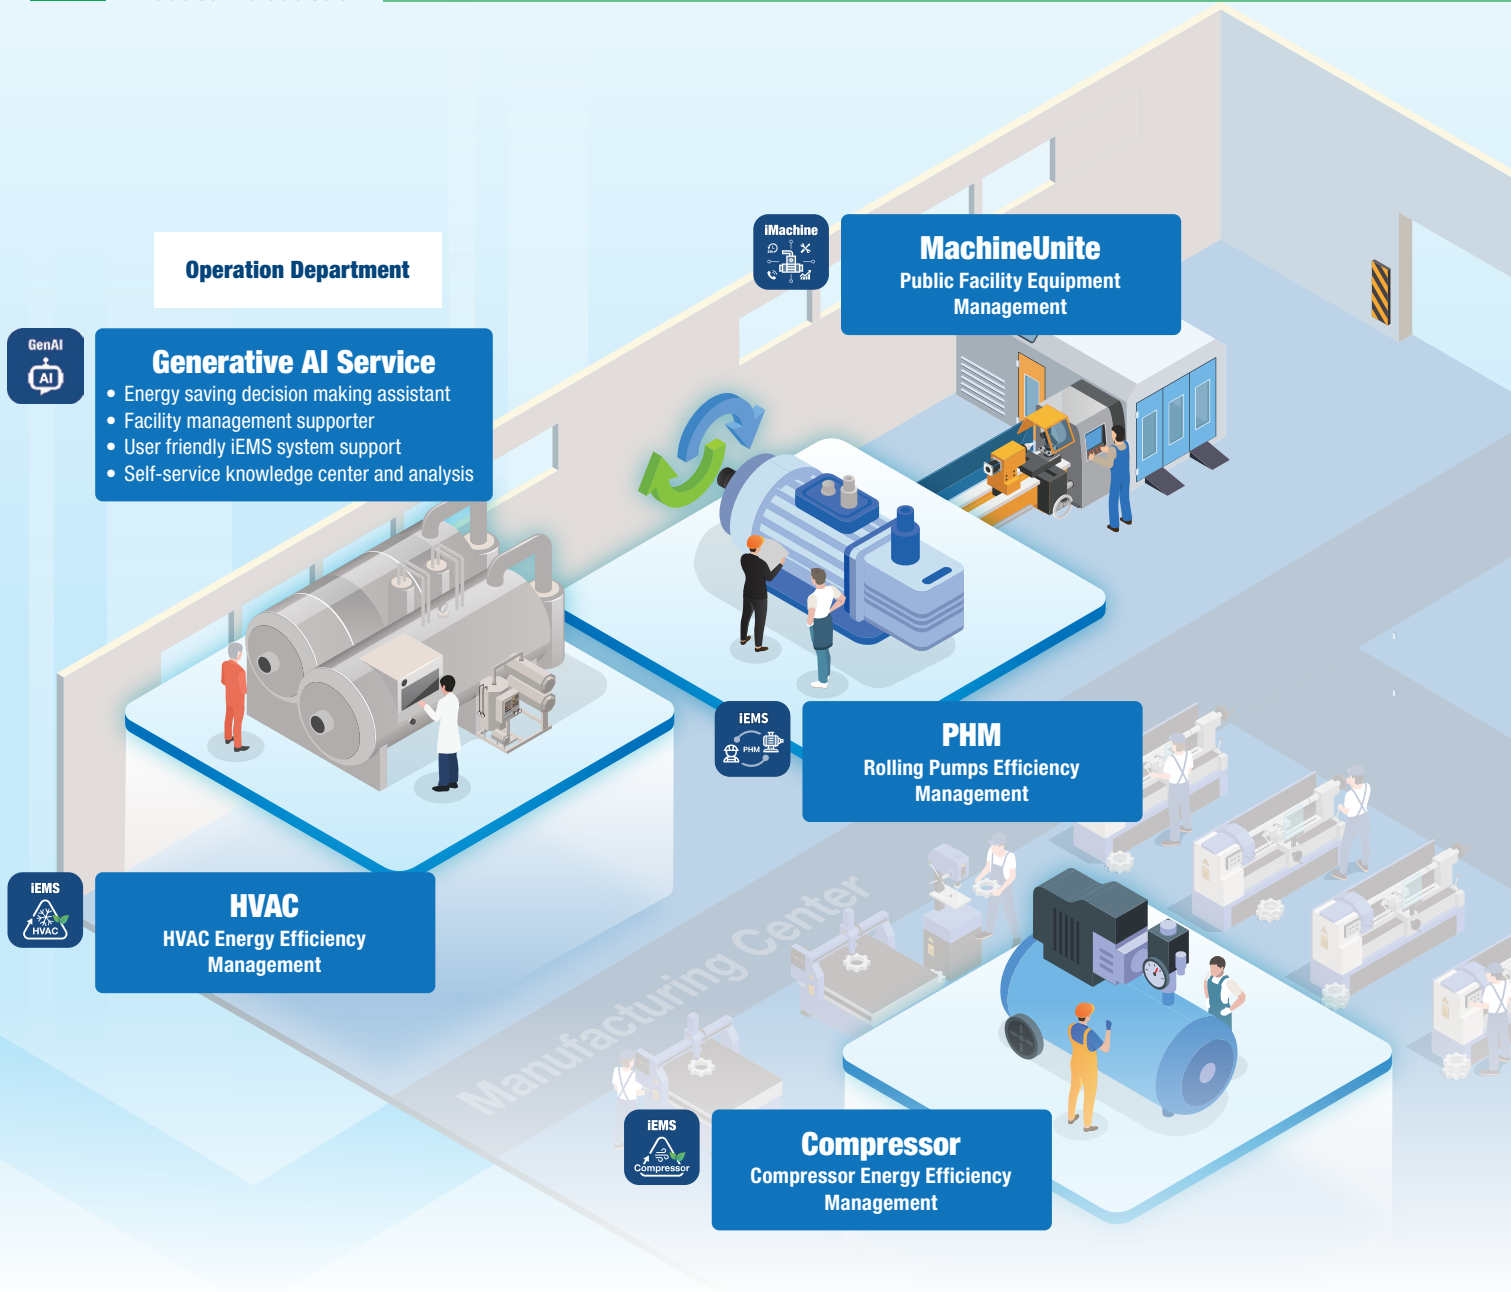 iMachine
MachineUnite
Public Facility Equipment
Management
Operation Department
GenAI
AI
Generative AI Service
• Energy saving decision making assistant
• Facility management supporter
• User friendly iEMS system support
• Self-service knowledge center and analysis
iEMS
PHM
PHM
Rolling Pumps Efficiency
Management
iEMS
HVAC
HVAC
HVAC Energy Efficiency
Management
Manufacturing Center
iEMS
Compressor
Compressor
Compressor Energy Efficiency
Management